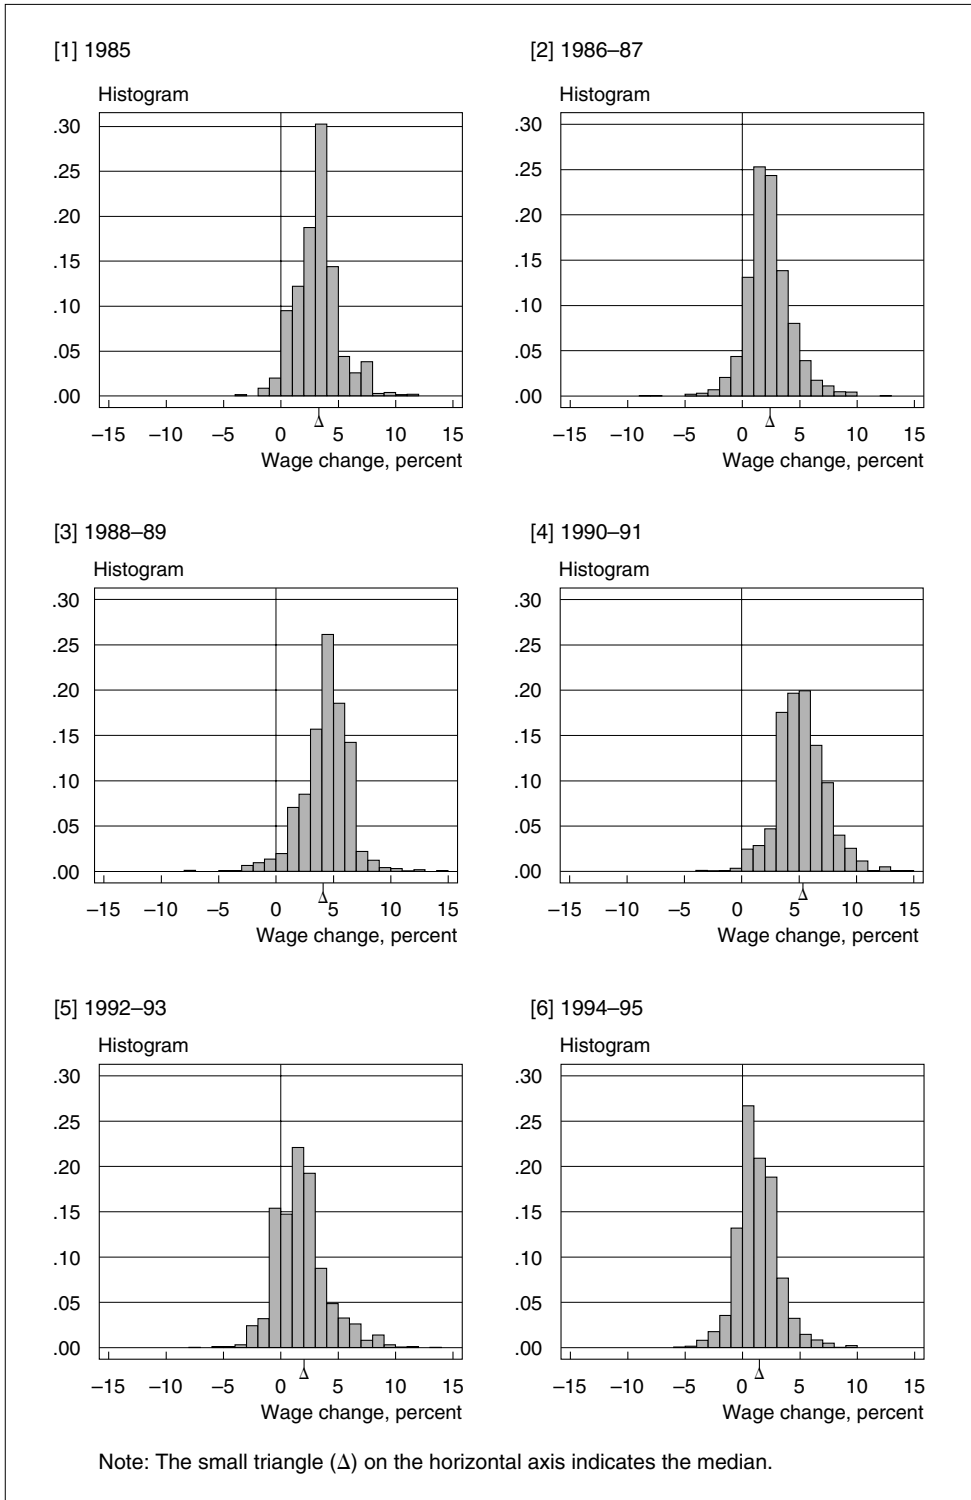 [1] 1985
Histogram
.30
.25
.20
.15
.10
.05
.00
–15 –10 –5 0 5 10 15
Δ
Wage change, percent
[2] 1986–87
Histogram
.30
.25
.20
.15
.10
.05
.00
–15 –10 –5 0 5 10 15
Δ
Wage change, percent
[3] 1988–89
Histogram
.30
.25
.20
.15
.10
.05
.00
–15 –10 –5 0 5 10 15
Δ
Wage change, percent
[4] 1990–91
Histogram
.30
.25
.20
.15
.10
.05
.00
–15 –10 –5 0 5 10 15
Δ
Wage change, percent
[5] 1992–93
Histogram
.30
.25
.20
.15
.10
.05
.00
–15 –10 –5 0 5 10 15
Δ
Wage change, percent
[6] 1994–95
Histogram
.30
.25
.20
.15
.10
.05
.00
–15 –10 –5 0 5 10 15
Δ
Wage change, percent
Note: The small triangle (Δ) on the horizontal axis indicates the median.